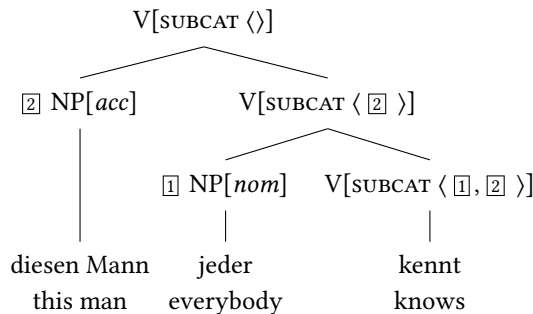 V[SUBCAT ⟨⟩]
2 NP[acc] V[SUBCAT ⟨ 2 ⟩]
1 NP[nom] V[SUBCAT ⟨ 1, 2 ⟩]
diesen Mann jeder kennt
this man everybody knows